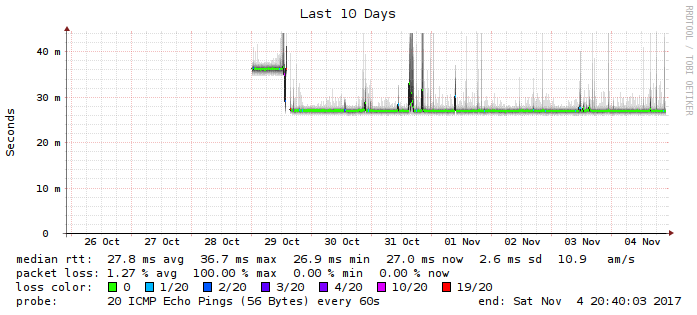 Last 10 Days
RRDTOOL / TOBI OETIKER
Seconds
40 m
30 m
20 m
10 m
0
26 Oct 27 Oct 28 Oct 29 Oct 30 Oct 31 Oct 01 Nov 02 Nov 03 Nov 04 Nov
median rtt: 27.8 ms avg 36.7 ms max 26.9 ms min 27.0 ms now 2.6 ms sd 10.9 am/s
packet loss: 1.27 % avg 100.00 % max 0.00 % min 0.00 % now
loss color: 0 1/20 2/20 3/20 4/20 10/20 19/20
probe: 20 ICMP Echo Pings (56 Bytes) every 60s end: Sat Nov 4 20:40:03 2017